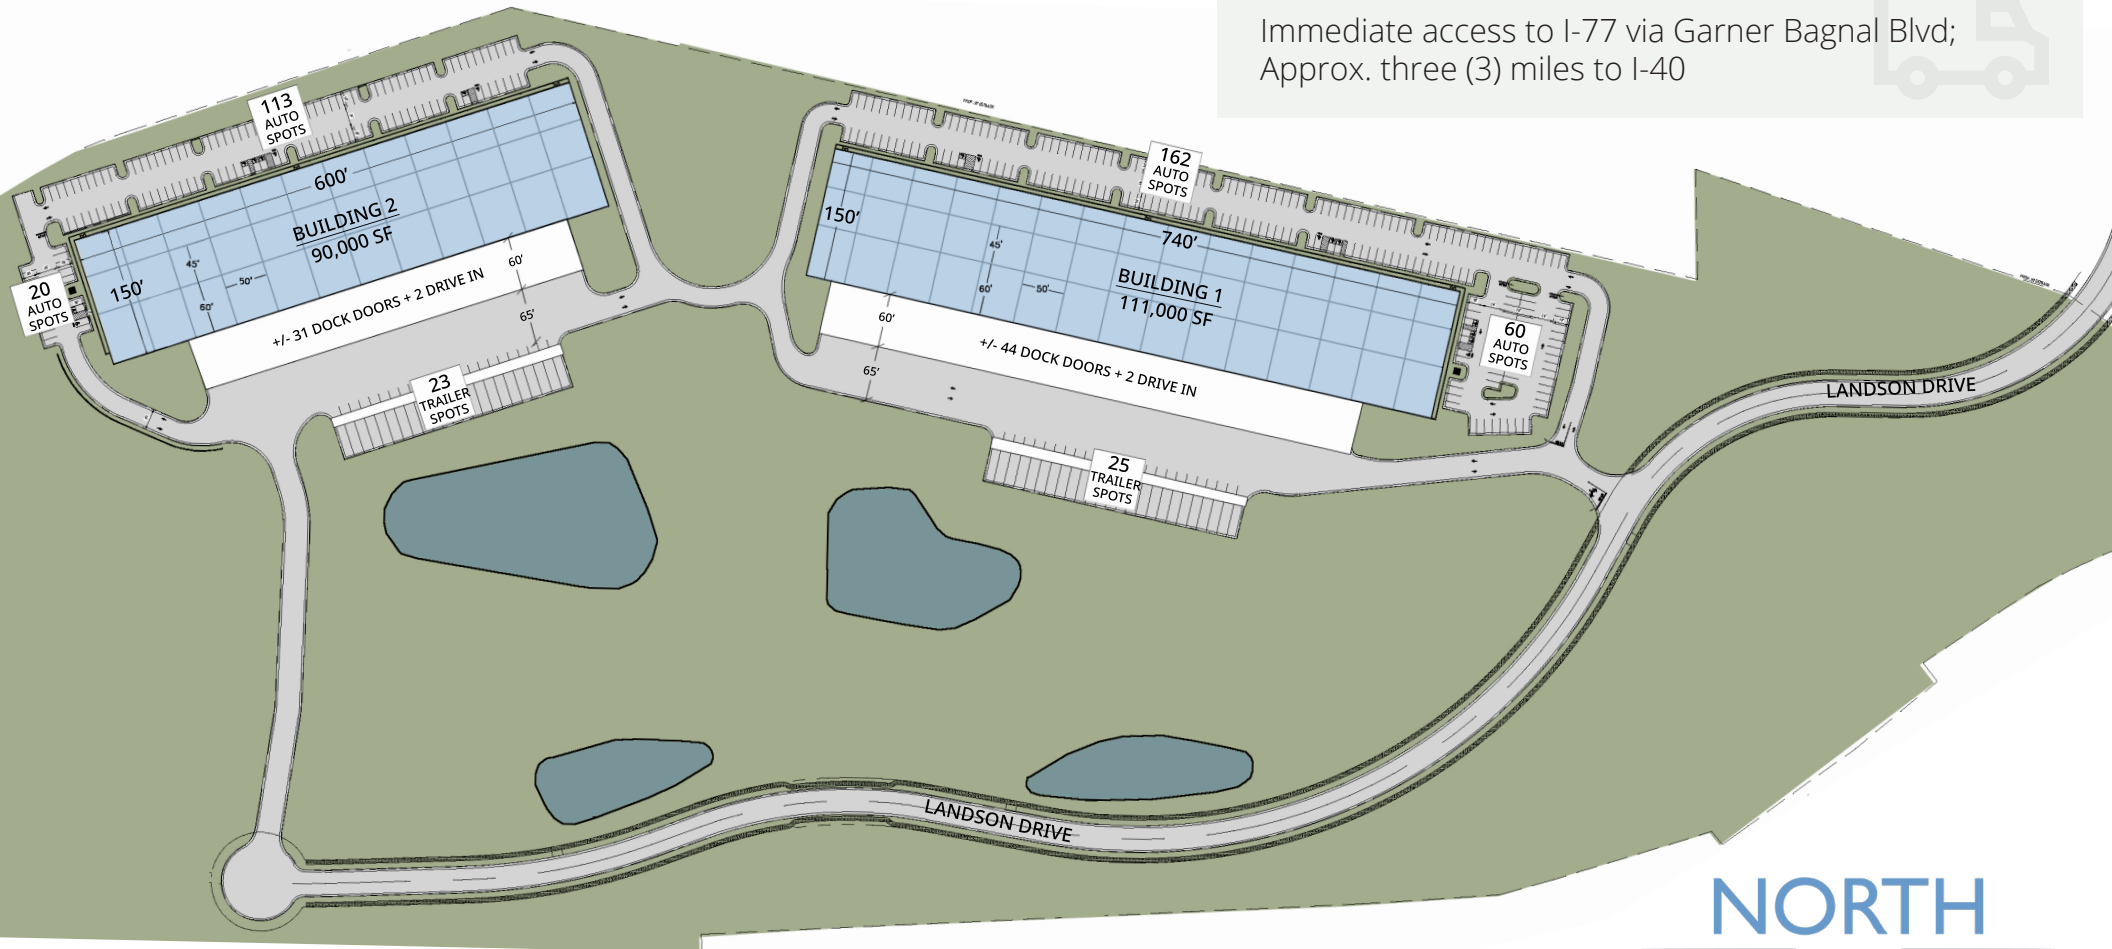 Immediate access to I-77 via Garner Bagnal Blvd;
Approx. three (3) miles to I-40
113
AUTO
SPOTS
600’
BUILDING 2
90,000 SF
150’
45'
60'
50'
60’
65’
+/- 31 DOCK DOORS + 2 DRIVE IN
20
AUTO
SPOTS
23
TRAILER
SPOTS
162
AUTO
SPOTS
150’
740’
BUILDING 1
111,000 SF
45'
60'
50'
60’
65’
+/- 44 DOCK DOORS + 2 DRIVE IN
60
AUTO
SPOTS
25
TRAILER
SPOTS
LANDSON DRIVE
LANDSON DRIVE
NORTH